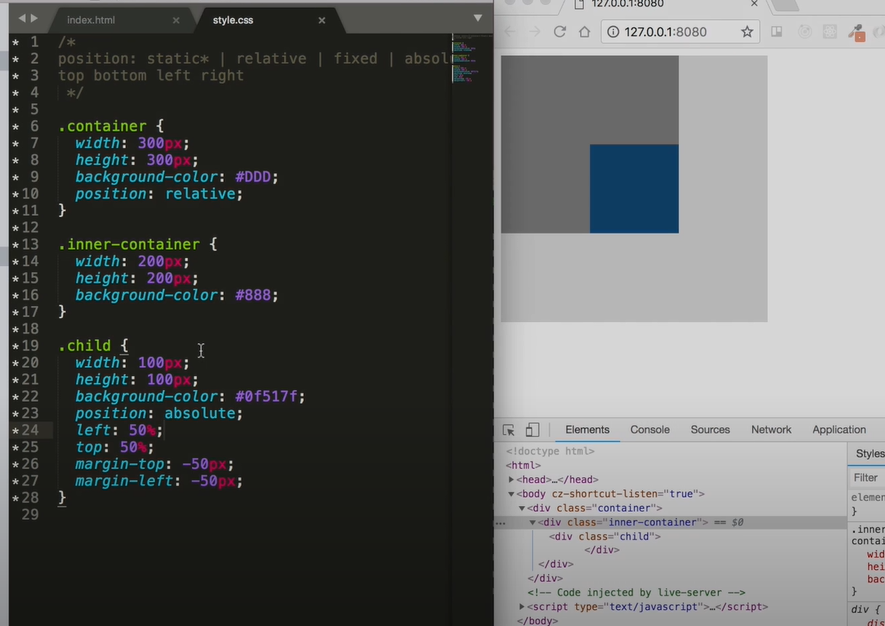 index.html ×
style.css ×
1 /*
2 position: static* | relative | fixed | absol
3 top bottom left right
4 */
5
6 .container {
7 width: 300px;
8 height: 300px;
9 background-color: #DDD;
10 position: relative;
11 }
12
13 .inner-container {
14 width: 200px;
15 height: 200px;
16 background-color: #888;
17 }
18
19 .child {
20 width: 100px;
21 height: 100px;
22 background-color: #0f517f;
23 position: absolute;
24 left: 50%;
25 top: 50%;
26 margin-top: -50px;
27 margin-left: -50px;
28 }
29
127.0.0.1:8080 ×
127.0.0.1:8080
Elements Console Sources Network Application
<!doctype html>
<html>
<head>…</head>
<body cz-shortcut-listen="true">
<div class="container">
<div class="inner-container"> == $0
<div class="child">
</div>
</div>
</div>
<!-- Code injected by live-server -->
<script type="text/javascript">…</script>
</body>
Styles
Filter
elemen
}
.inner
contai
wid
hei
bac
}
div {
dis